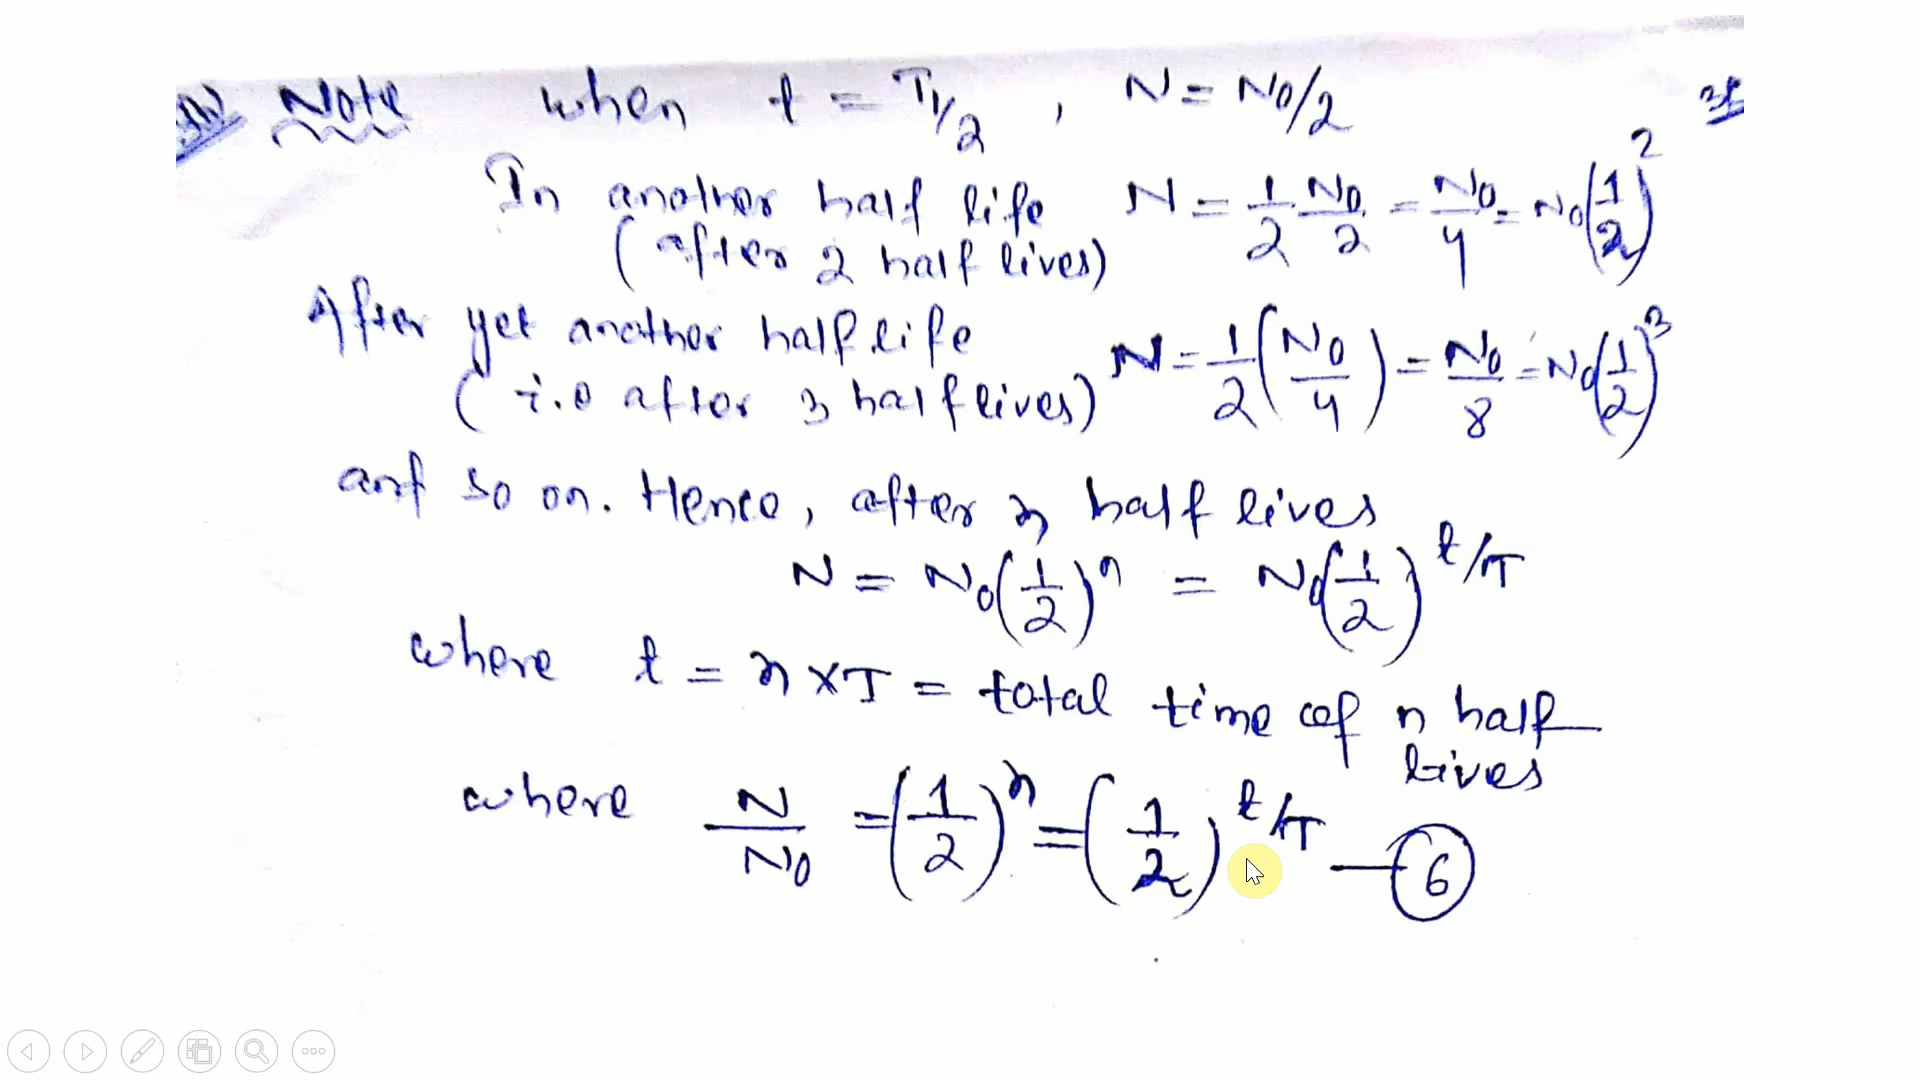 Note when t = T1/2 , N = N0/2
In another half life N = 1/2 N0/2 = N0/4 = N0(1/2)^2
(after 2 half lives)
After yet another half life N = 1/2 (N0/4) = N0/8 = N0(1/2)^3
(i.e after 3 half lives)
and so on. Hence, after n half lives
N = N0(1/2)^n = N0(1/2)^t/T
where t = n × T = total time of n half
lives
where N/N0 = (1/2)^n = (1/2)^t/T — 6